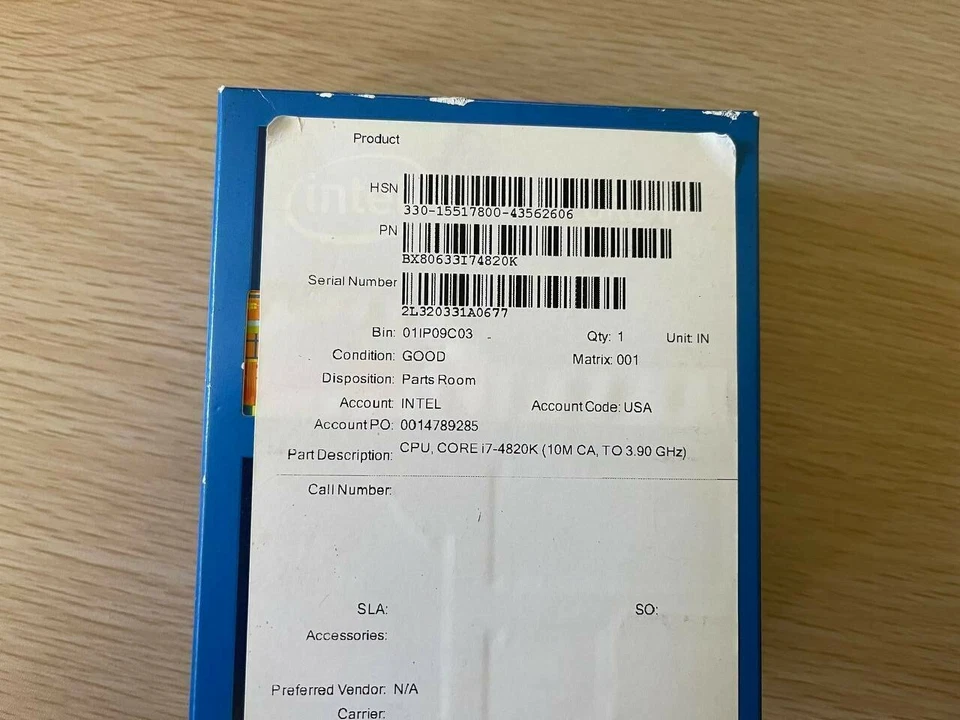 Product
intel
HSN
330-15517800-43562606
PN
BX80633I74820K
Serial Number
2L320331A0677
Bin: 01IP09C03 Qty: 1 Unit: IN
Condition: GOOD Matrix: 001
Disposition: Parts Room
Account: INTEL Account Code: USA
Account PO: 0014789285
Part Description: CPU, CORE i7-4820K (10M CA, TO 3.90 GHz)
Call Number:
SLA: SO:
Accessories:
Preferred Vendor: N/A
Carrier: